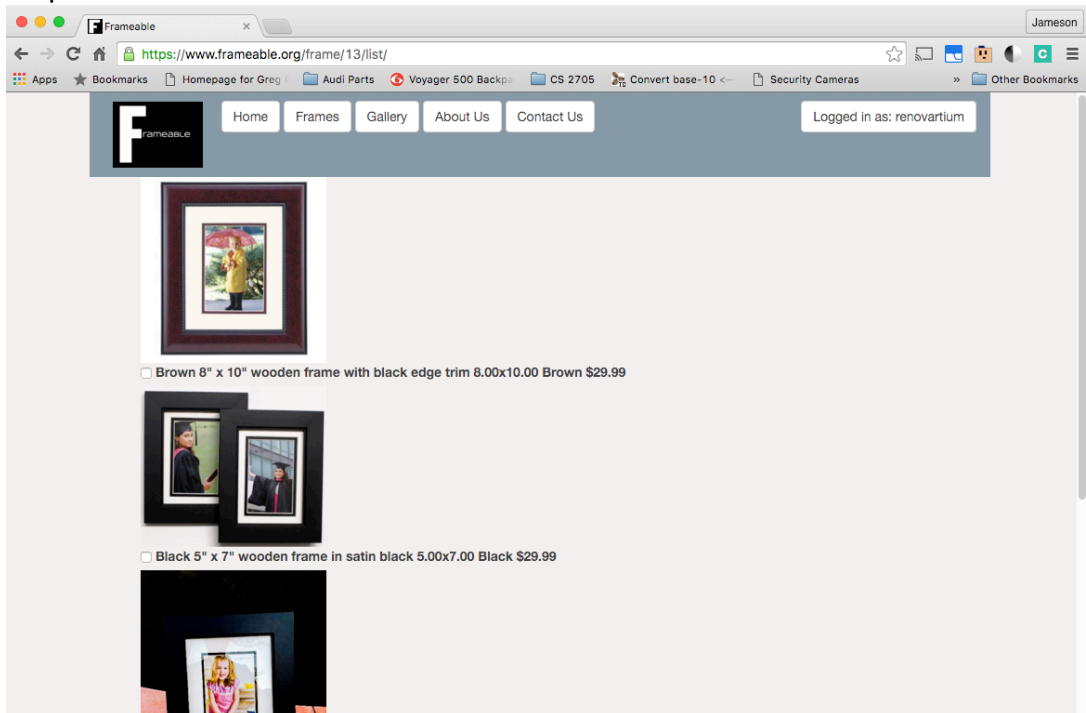 Frameable
Jameson
https://www.frameable.org/frame/13/list/
Apps Bookmarks Homepage for Greg Audi Parts Voyager 500 Backpa CS 2705 Convert base-10 <— Security Cameras » Other Bookmarks
Frameable Home Frames Gallery About Us Contact Us Logged in as: renovartium
Brown 8" x 10" wooden frame with black edge trim 8.00x10.00 Brown $29.99
Black 5" x 7" wooden frame in satin black 5.00x7.00 Black $29.99